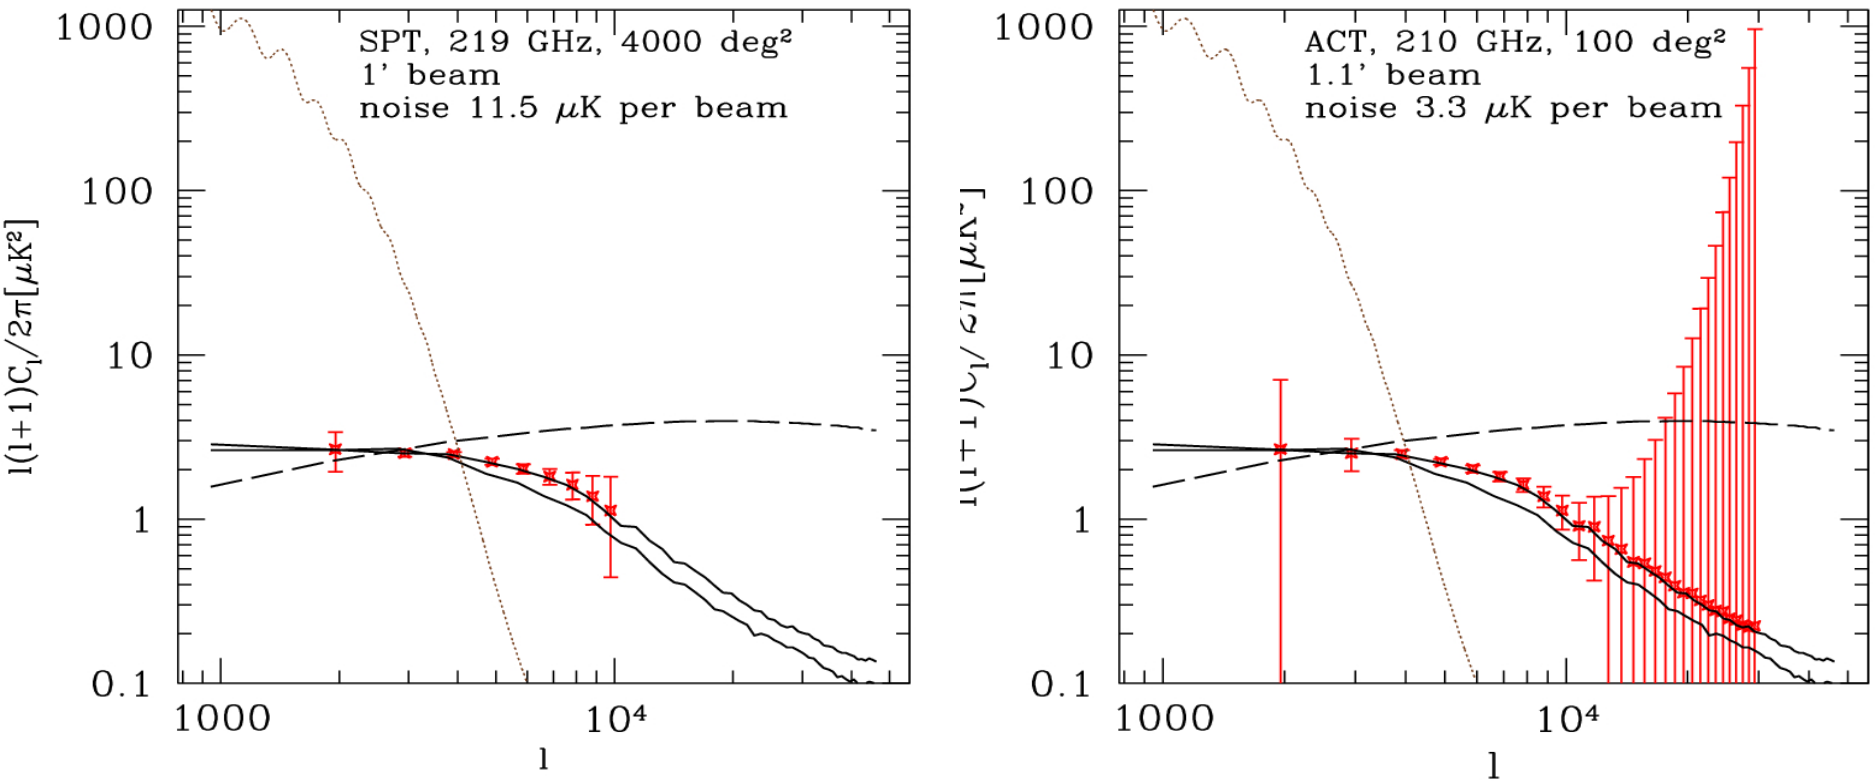 1000
100
10
1
0.1
l(l+1)C_l/2π[μK²]
SPT, 219 GHz, 4000 deg²
1' beam
noise 11.5 μK per beam
1000
10⁴
l
1000
100
10
1
0.1
ACT, 210 GHz, 100 deg²
1.1' beam
noise 3.3 μK per beam
1000
10⁴
l